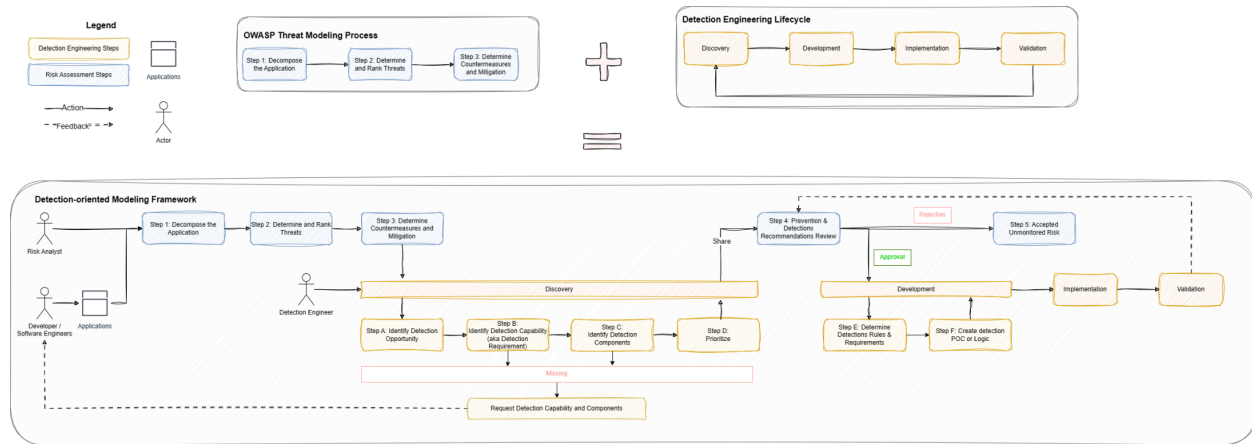 Legend
Detection Engineering Steps
Risk Assessment Steps
Applications
Action
"Feedback"
Actor
OWASP Threat Modeling Process
Step 1: Decompose
the Application
Step 2: Determine
and Rank Threats
Step 3: Determine
Countermeasures
and Mitigation
Detection Engineering Lifecycle
Discovery
Development
Implementation
Validation
Detection-oriented Modeling Framework
Risk Analyst
Step 1: Decompose the
Application
Step 2: Determine and Rank
Threats
Step 3: Determine
Countermeasures and
Mitigation
Share
Step 4: Prevention &
Detections
Recommendations Review
Rejection
Step 5: Accepted
Unmonitored Risk
Approval
Developer /
Software Engineers
Applications
Detection Engineer
Discovery
Development
Implementation
Validation
Step A: Identify Detection
Opportunity
Step B:
Identify Detection Capability
(aka Detection
Requirement)
Step C:
Identify Detection
Components
Step D:
Prioritize
Step E: Determine
Detections Rules &
Requirements
Step F: Create detection
POC or Logic
Missing
Request Detection Capability and Components